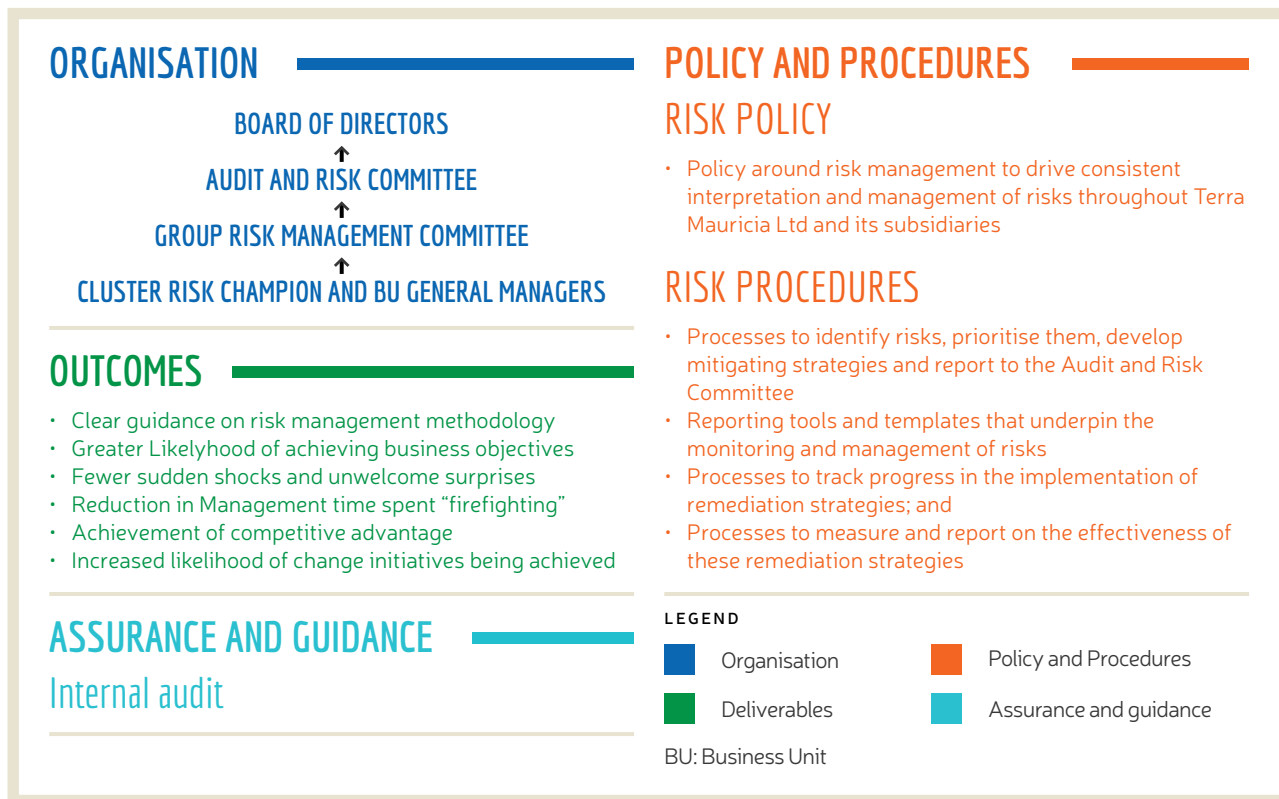 ORGANISATION
BOARD OF DIRECTORS
AUDIT AND RISK COMMITTEE
GROUP RISK MANAGEMENT COMMITTEE
CLUSTER RISK CHAMPION AND BU GENERAL MANAGERS
OUTCOMES
• Clear guidance on risk management methodology
• Greater Likelyhood of achieving business objectives
• Fewer sudden shocks and unwelcome surprises
• Reduction in Management time spent “firefighting”
• Achievement of competitive advantage
• Increased likelihood of change initiatives being achieved
ASSURANCE AND GUIDANCE
Internal audit
POLICY AND PROCEDURES
RISK POLICY
• Policy around risk management to drive consistent
interpretation and management of risks throughout Terra
Mauricia Ltd and its subsidiaries
RISK PROCEDURES
• Processes to identify risks, prioritise them, develop
mitigating strategies and report to the Audit and Risk
Committee
• Reporting tools and templates that underpin the
monitoring and management of risks
• Processes to track progress in the implementation of
remediation strategies; and
• Processes to measure and report on the effectiveness of
these remediation strategies
LEGEND
Organisation
Policy and Procedures
Deliverables
Assurance and guidance
BU: Business Unit